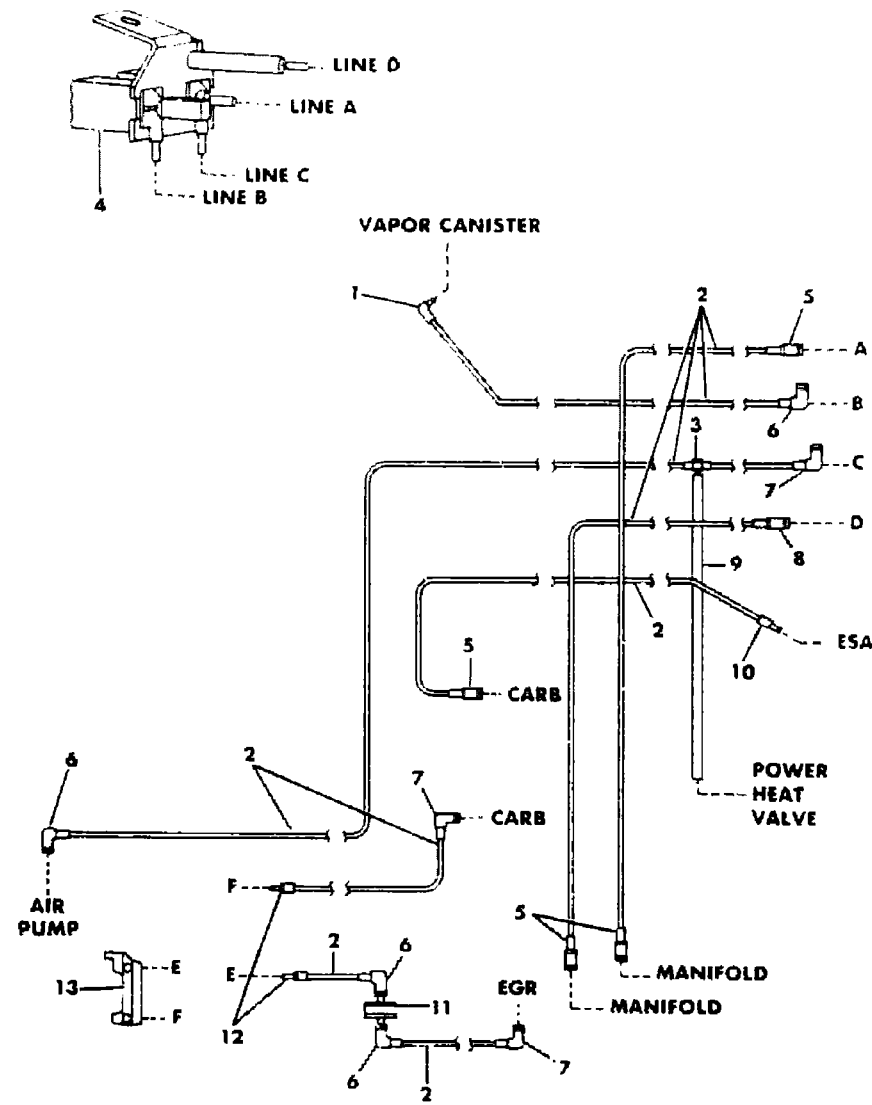 LINE D
LINE A
LINE C
LINE B
4
VAPOR CANISTER
1
2
5
A
B
6
3
C
7
D
8
9
2
ESA
10
5
CARB
POWER
HEAT
VALVE
6
2
7
CARB
AIR
PUMP
F
5
2
6
E
E
13
F
12
11
EGR
MANIFOLD
MANIFOLD
6
2
7